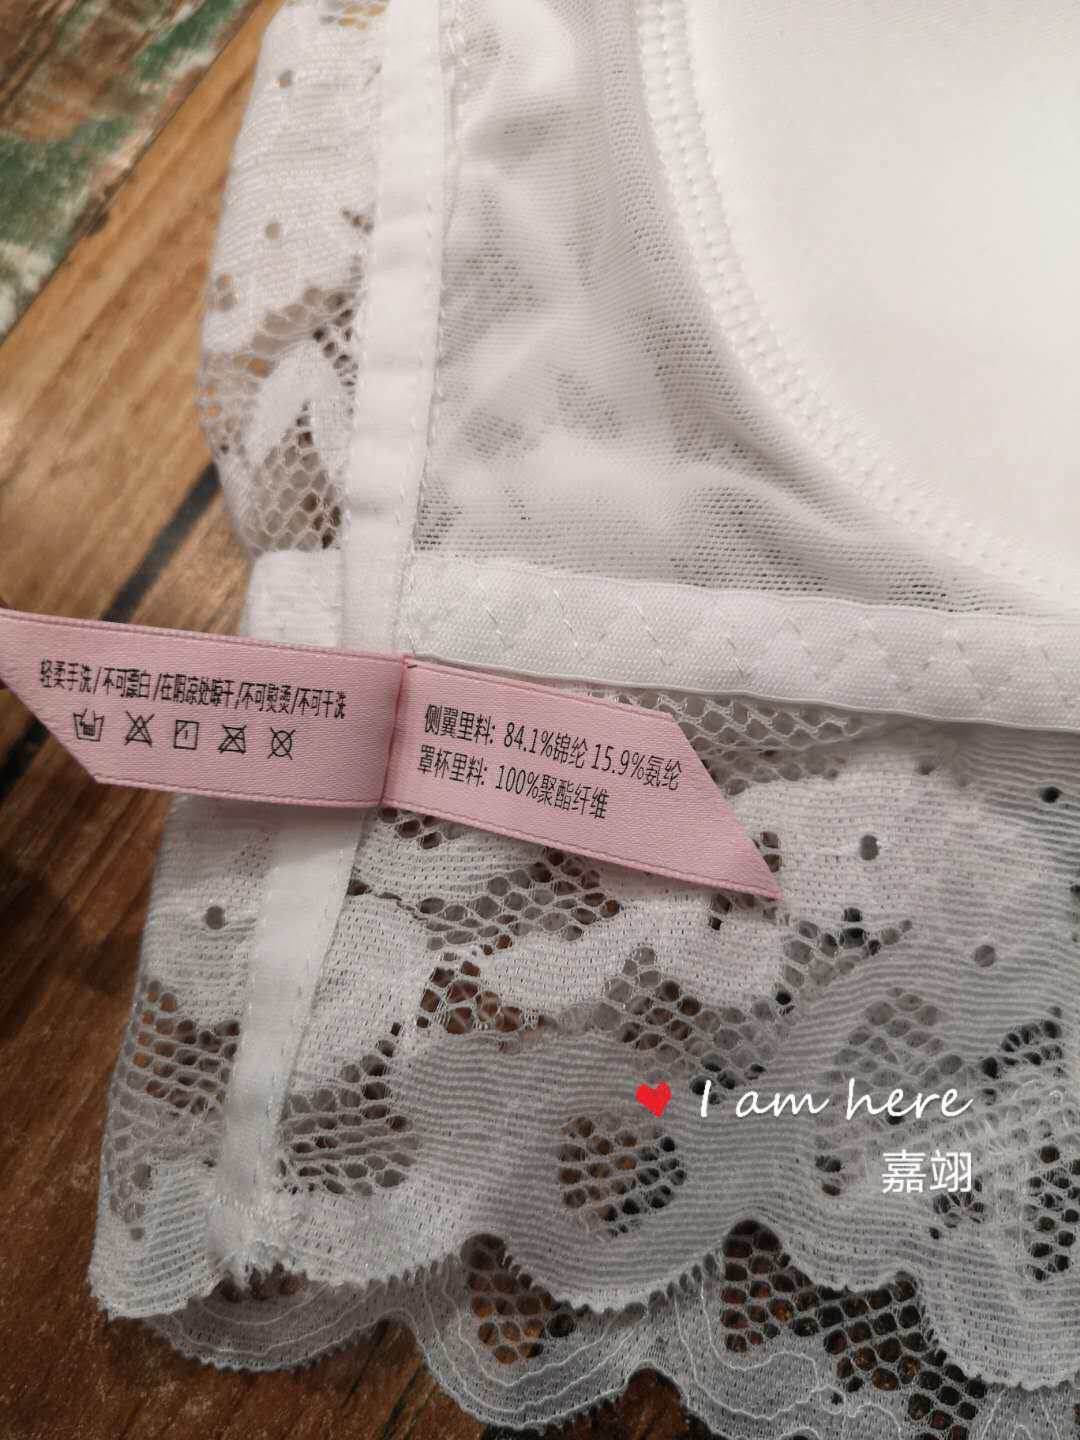 轻柔手洗/不可漂白/在阴凉处晾干,/不可熨烫/不可干洗
侧翼里料: 84.1%锦纶 15.9%氨纶
罩杯里料: 100%聚酯纤维
I am here
嘉翊